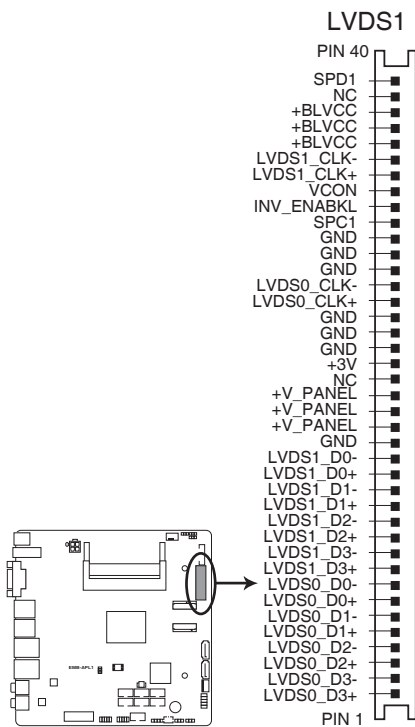 LVDS1
PIN 40
SPD1
NC
+BLVCC
+BLVCC
+BLVCC
LVDS1_CLK-
LVDS1_CLK+
VCON
INV_ENABKL
SPC1
GND
GND
GND
LVDS0_CLK-
LVDS0_CLK+
GND
GND
GND
+3V
NC
+V_PANEL
+V_PANEL
+V_PANEL
GND
LVDS1_D0-
LVDS1_D0+
LVDS1_D1-
LVDS1_D1+
LVDS1_D2-
LVDS1_D2+
LVDS1_D3-
LVDS1_D3+
LVDS0_D0-
LVDS0_D0+
LVDS0_D1-
LVDS0_D1+
LVDS0_D2-
LVDS0_D2+
LVDS0_D3-
LVDS0_D3+
PIN 1
ESMB-APL1